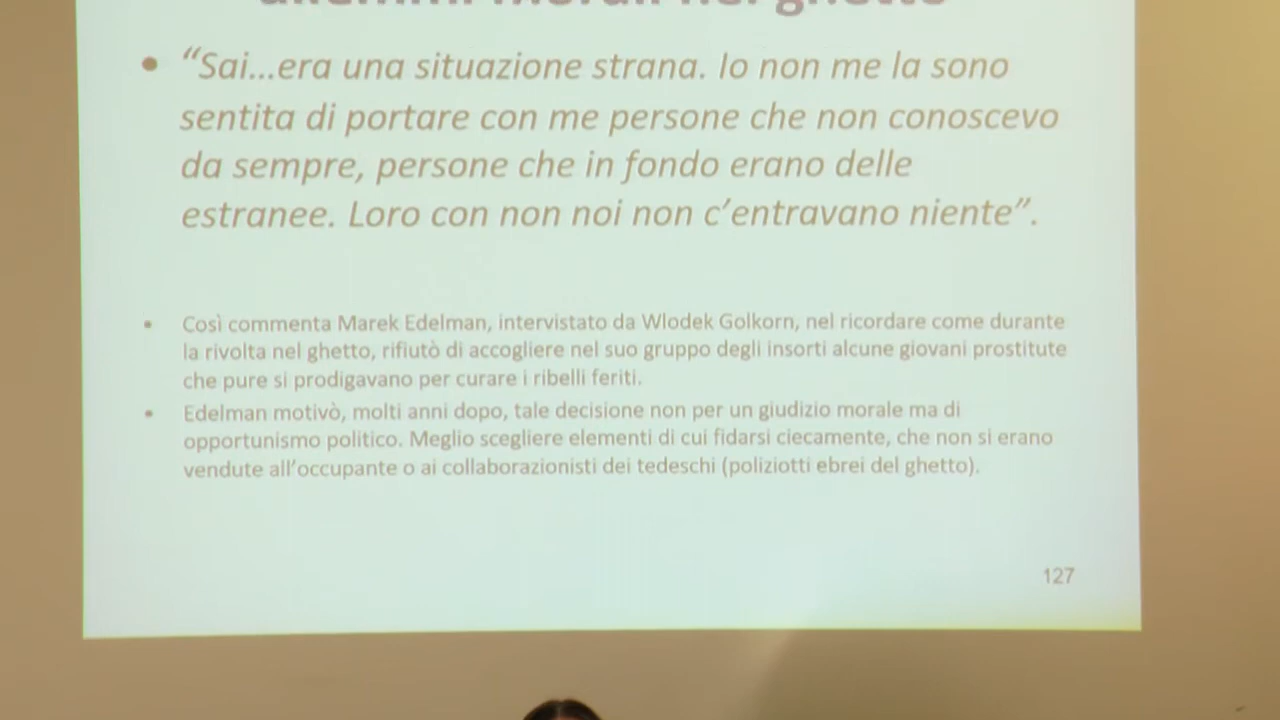 dilemmi morali nel ghetto
“Sai...era una situazione strana. Io non me la sono
sentita di portare con me persone che non conoscevo
da sempre, persone che in fondo erano delle
estranee. Loro con non noi non c’entravano niente”.
Così commenta Marek Edelman, intervistato da Wlodek Golkorn, nel ricordare come durante
la rivolta nel ghetto, rifiutò di accogliere nel suo gruppo degli insorti alcune giovani prostitute
che pure si prodigavano per curare i ribelli feriti.
Edelman motivò, molti anni dopo, tale decisione non per un giudizio morale ma di
opportunismo politico. Meglio scegliere elementi di cui fidarsi ciecamente, che non si erano
vendute all’occupante o ai collaborazionisti dei tedeschi (poliziotti ebrei del ghetto).
127